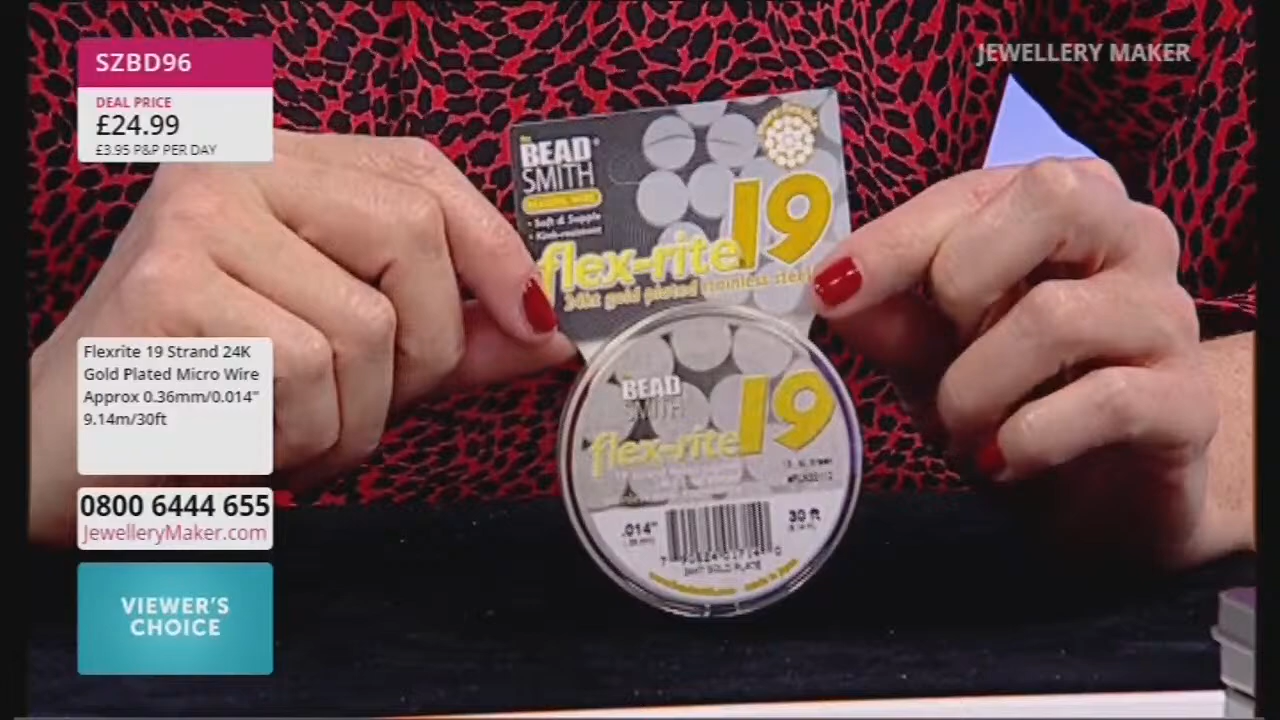 SZBD96
DEAL PRICE
£24.99
£3.95 P&P PER DAY
JEWELLERY MAKER
The
BEAD
SMITH
• Soft & Supple
• Kink-resistant
19
flex-rite
24kt gold plated stainless steel
Flexrite 19 Strand 24K
Gold Plated Micro Wire
Approx 0.36mm/0.014"
9.14m/30ft
BEAD
SMITH
19
flex-rite
.014"
30 ft
24KT GOLD PLATE
0800 6444 655
JewelleryMaker.com
VIEWER'S
CHOICE